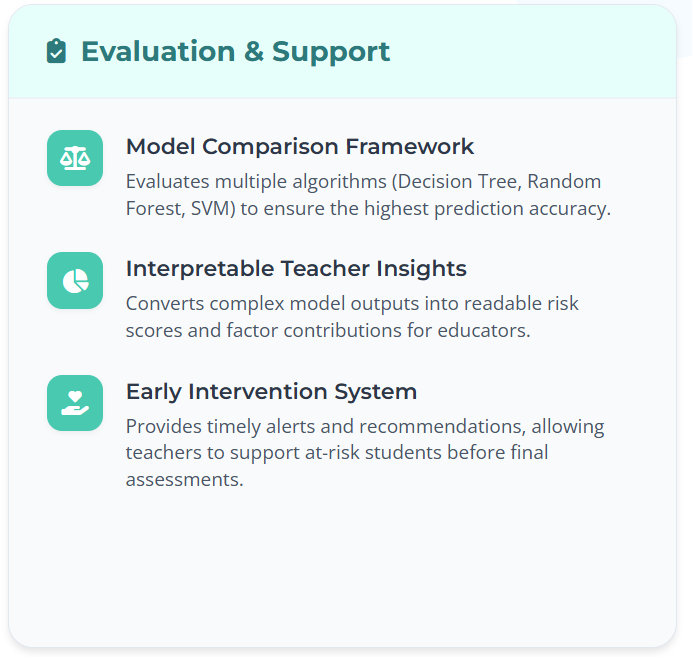 Evaluation & Support
Model Comparison Framework
Evaluates multiple algorithms (Decision Tree, Random
Forest, SVM) to ensure the highest prediction accuracy.
Interpretable Teacher Insights
Converts complex model outputs into readable risk
scores and factor contributions for educators.
Early Intervention System
Provides timely alerts and recommendations, allowing
teachers to support at-risk students before final
assessments.